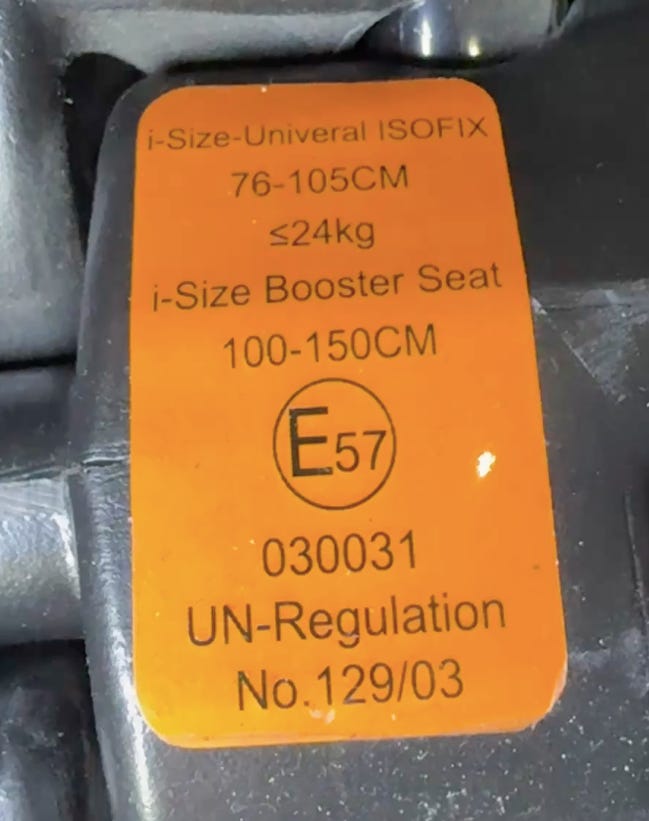 i-Size-Univeral ISOFIX
76-105CM
≤24kg
i-Size Booster Seat
100-150CM
E57
030031
UN-Regulation
No.129/03